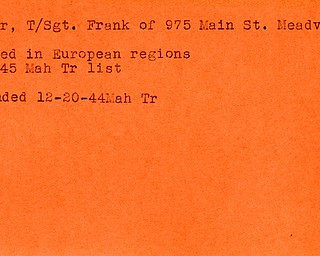 r, T/Sgt. Frank of 975 Main St. Meadv
ed in European regions
45 Mah Tr list
ded 12-20-44Mah Tr